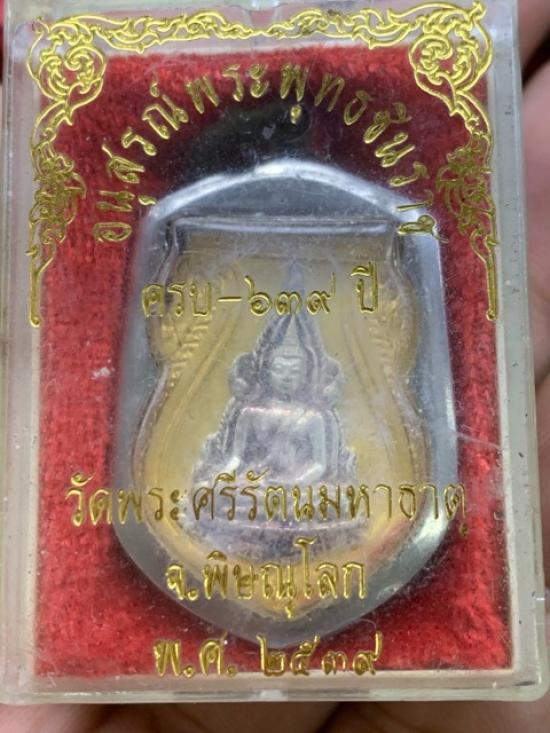 อนุสรณ์พระพุทธชินราช
ครบ-๖๓๙ ปี
วัดพระศรีรัตนมหาธาตุ
จ.พิษณุโลก
พ.ศ. ๒๕๓๙